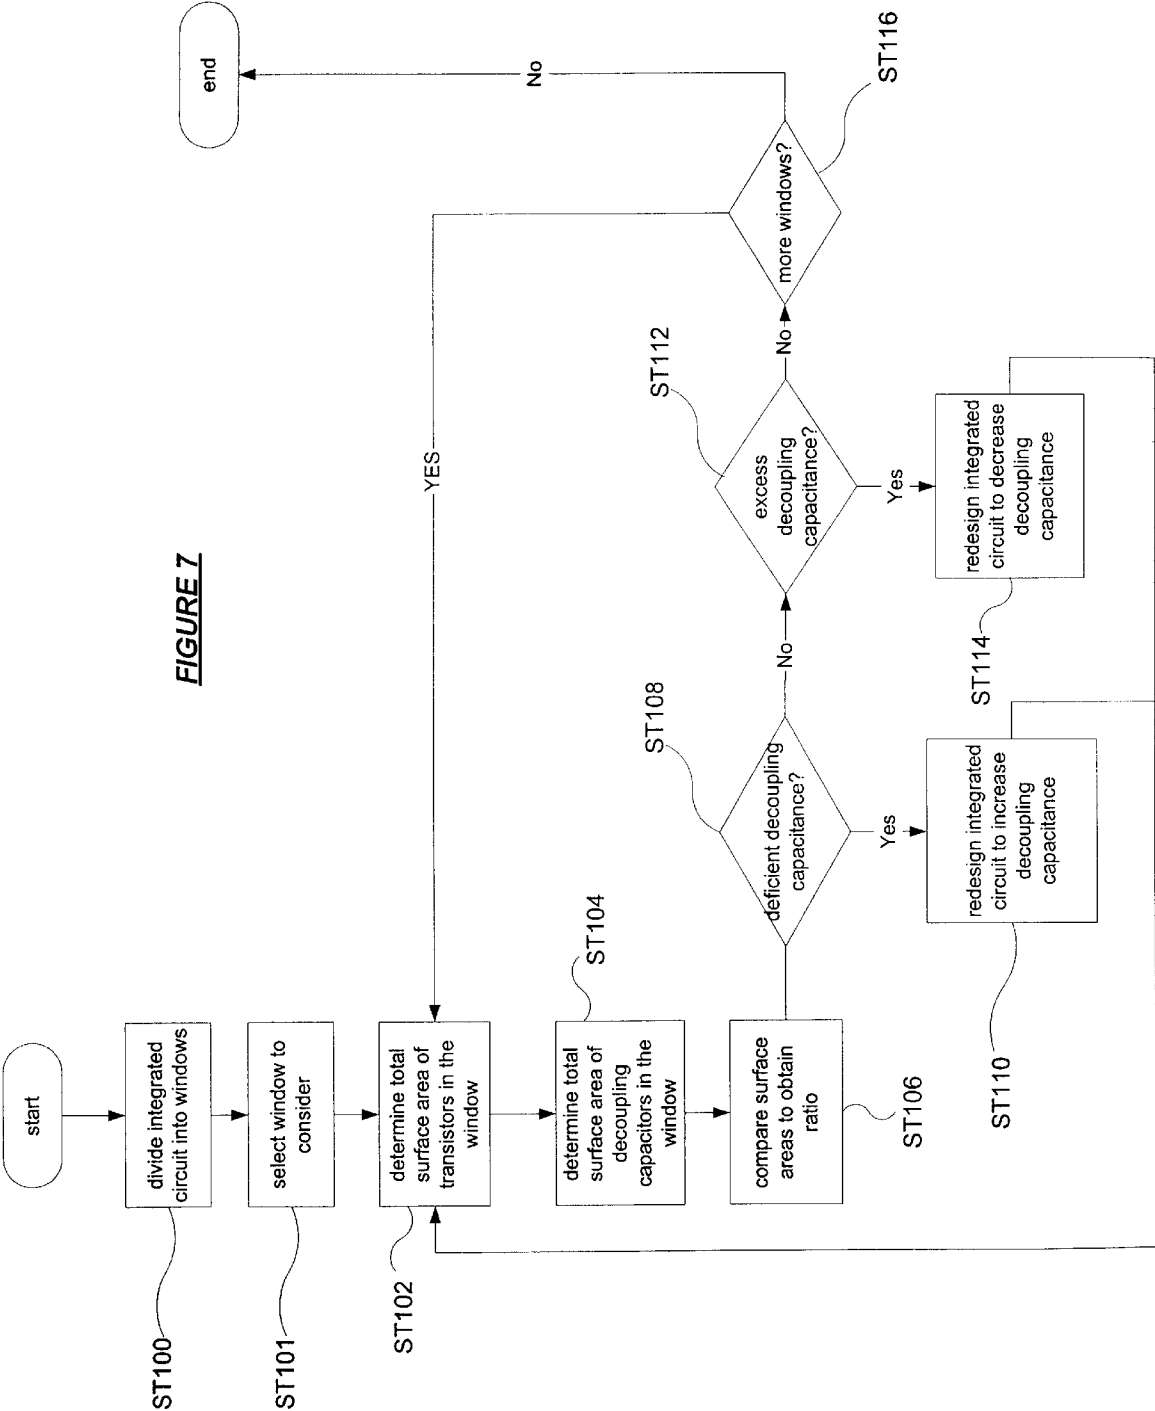 FIGURE 7
start
divide integrated
circuit into windows
ST100
select window to
consider
ST101
determine total
surface area of
transistors in the
window
ST102
determine total
surface area of
decoupling
capacitors in the
window
ST104
compare surface
areas to obtain
ratio
ST106
deficient decoupling
capacitance?
ST108
Yes
redesign integrated
circuit to increase
decoupling
capacitance
ST110
No
excess
decoupling
capacitance?
ST112
Yes
redesign integrated
circuit to decrease
decoupling
capacitance
ST114
No
more windows?
ST116
YES
No
end